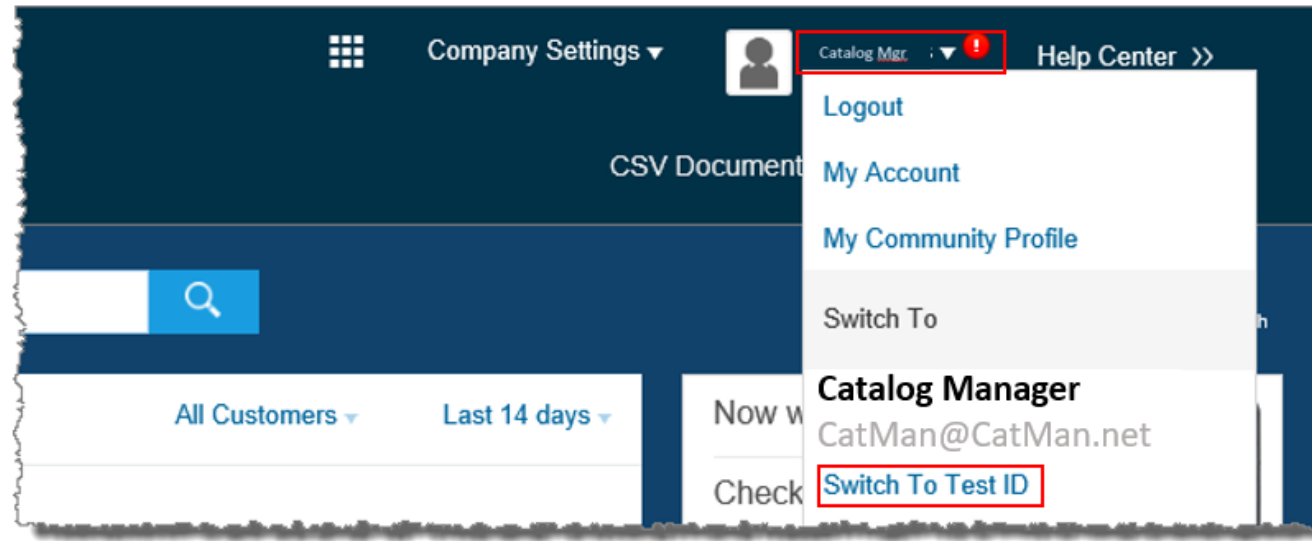 Company Settings
Catalog Mgr.
Help Center >>
CSV Document
Logout
My Account
My Community Profile
Switch To
Catalog Manager
CatMan@CatMan.net
Switch To Test ID
All Customers
Last 14 days
Now w
Check
h